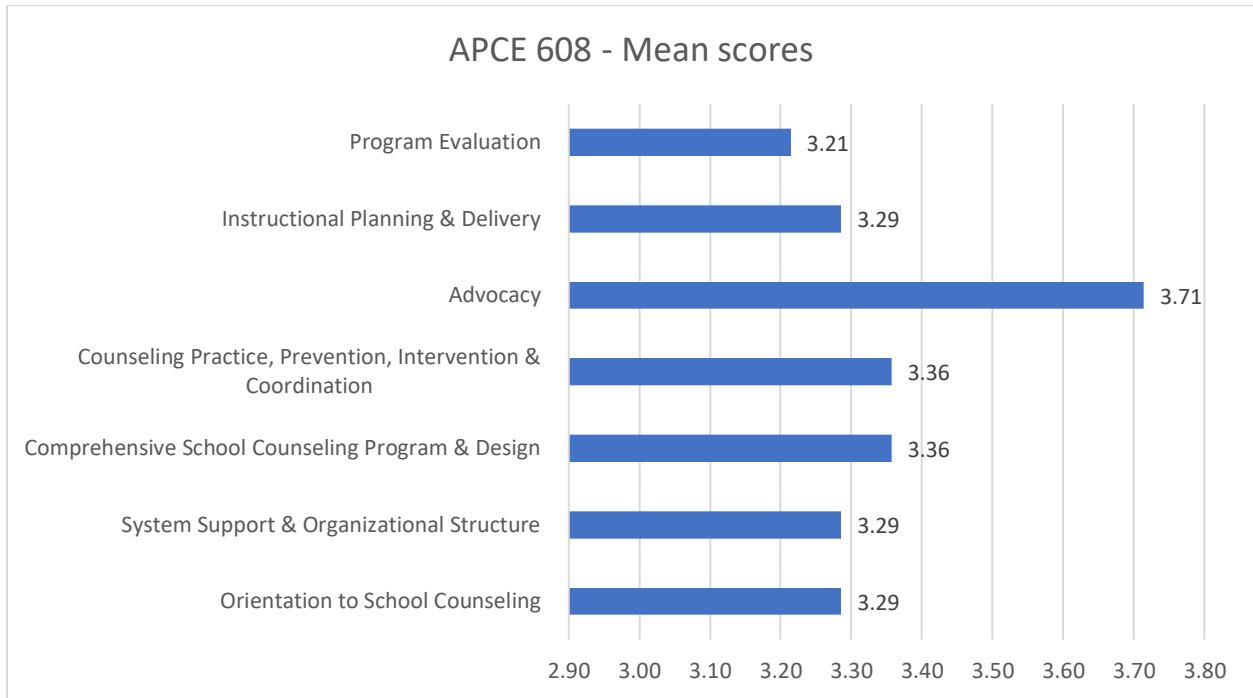 APCE 608 - Mean scores
Program Evaluation
3.21
Instructional Planning & Delivery
3.29
Advocacy
3.71
Counseling Practice, Prevention, Intervention &
Coordination
3.36
Comprehensive School Counseling Program & Design
3.36
System Support & Organizational Structure
3.29
Orientation to School Counseling
3.29
2.90 3.00 3.10 3.20 3.30 3.40 3.50 3.60 3.70 3.80